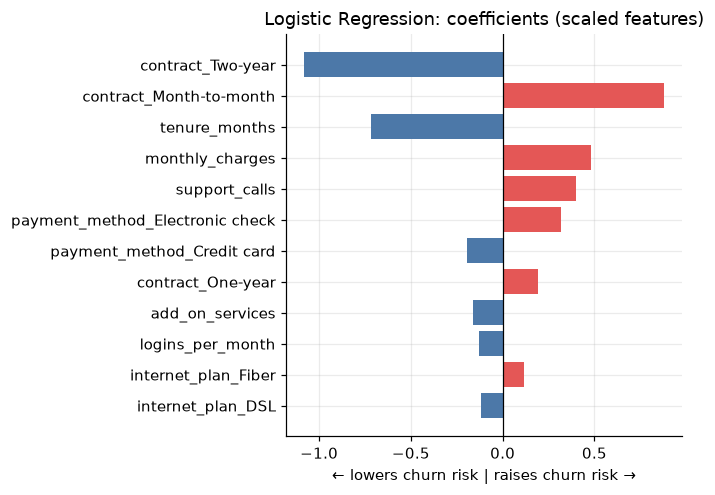 Logistic Regression: coefficients (scaled features)
contract_Two-year
contract_Month-to-month
tenure_months
monthly_charges
support_calls
payment_method_Electronic check
payment_method_Credit card
contract_One-year
add_on_services
logins_per_month
internet_plan_Fiber
internet_plan_DSL
−1.0 −0.5 0.0 0.5
← lowers churn risk | raises churn risk →